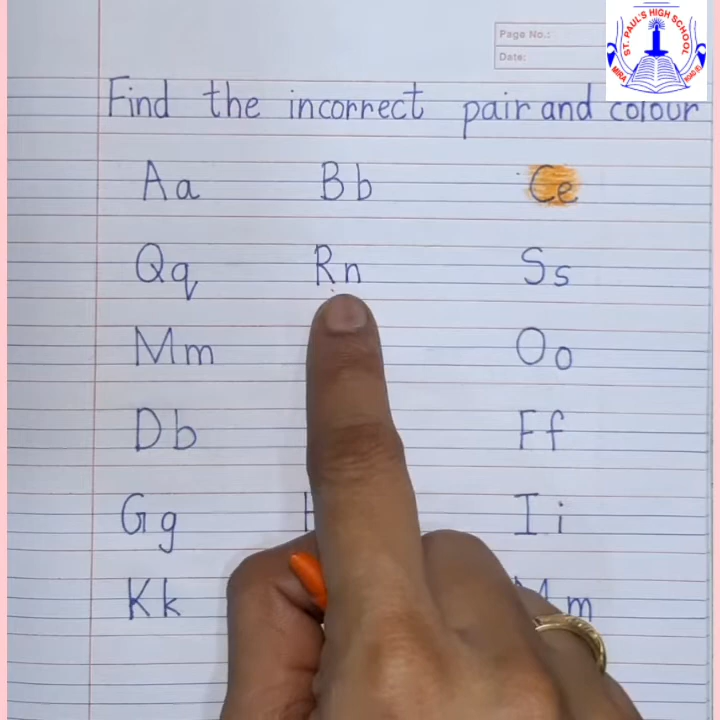 Page No.:
Date:
ST. PAUL'S HIGH SCHOOL
Find the incorrect pair and colour
Aa Bb Ce
Qq Rn Ss
Mm Oo
Db Ff
Gg H Ii
Kk Mm